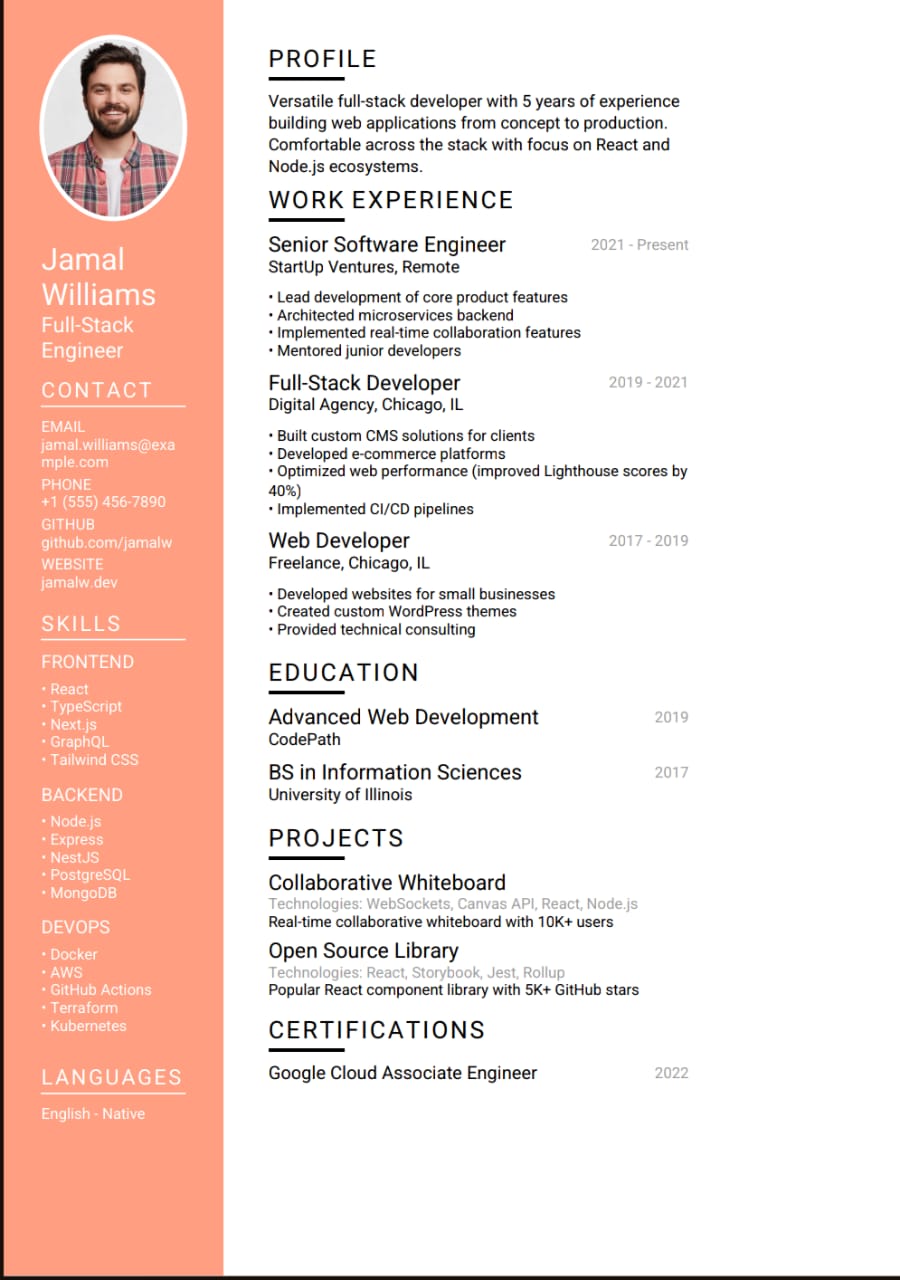 Jamal
Williams
Full-Stack
Engineer
CONTACT
EMAIL
jamal.williams@exa
mple.com
PHONE
+1 (555) 456-7890
GITHUB
github.com/jamalw
WEBSITE
jamalw.dev
SKILLS
FRONTEND
• React
• TypeScript
• Next.js
• GraphQL
• Tailwind CSS
BACKEND
• Node.js
• Express
• NestJS
• PostgreSQL
• MongoDB
DEVOPS
• Docker
• AWS
• GitHub Actions
• Terraform
• Kubernetes
LANGUAGES
English - Native
PROFILE
Versatile full-stack developer with 5 years of experience
building web applications from concept to production.
Comfortable across the stack with focus on React and
Node.js ecosystems.
WORK EXPERIENCE
Senior Software Engineer 2021 - Present
StartUp Ventures, Remote
• Lead development of core product features
• Architected microservices backend
• Implemented real-time collaboration features
• Mentored junior developers
Full-Stack Developer 2019 - 2021
Digital Agency, Chicago, IL
• Built custom CMS solutions for clients
• Developed e-commerce platforms
• Optimized web performance (improved Lighthouse scores by
40%)
• Implemented CI/CD pipelines
Web Developer 2017 - 2019
Freelance, Chicago, IL
• Developed websites for small businesses
• Created custom WordPress themes
• Provided technical consulting
EDUCATION
Advanced Web Development 2019
CodePath
BS in Information Sciences 2017
University of Illinois
PROJECTS
Collaborative Whiteboard
Technologies: WebSockets, Canvas API, React, Node.js
Real-time collaborative whiteboard with 10K+ users
Open Source Library
Technologies: React, Storybook, Jest, Rollup
Popular React component library with 5K+ GitHub stars
CERTIFICATIONS
Google Cloud Associate Engineer 2022